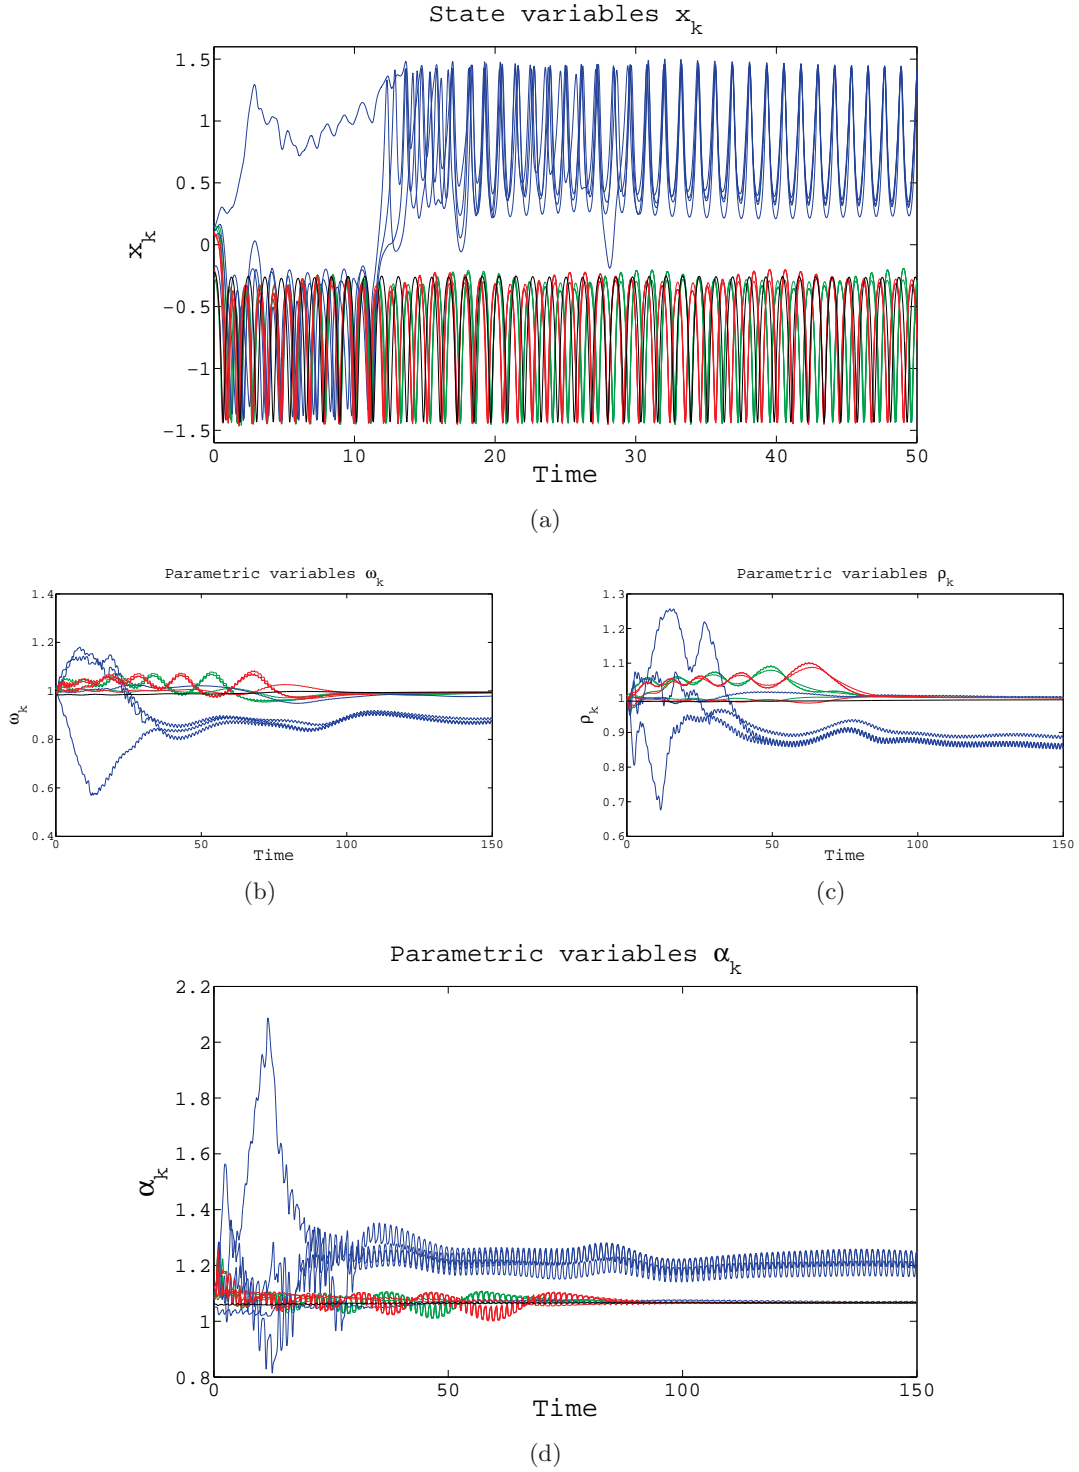 State variables x_k
1.5
1
0.5
0
−0.5
−1
−1.5
x_k
0 10 20 30 40 50
Time
(a)
Parametric variables ω_k
1.4
1.2
1
0.8
0.6
0.4
ω_k
0 50 100 150
Time
(b)
Parametric variables ρ_k
1.3
1.2
1.1
1
0.9
0.8
0.7
0.6
ρ_k
0 50 100 150
Time
(c)
Parametric variables α_k
2.2
2
1.8
1.6
1.4
1.2
1
0.8
α_k
0 50 100 150
Time
(d)